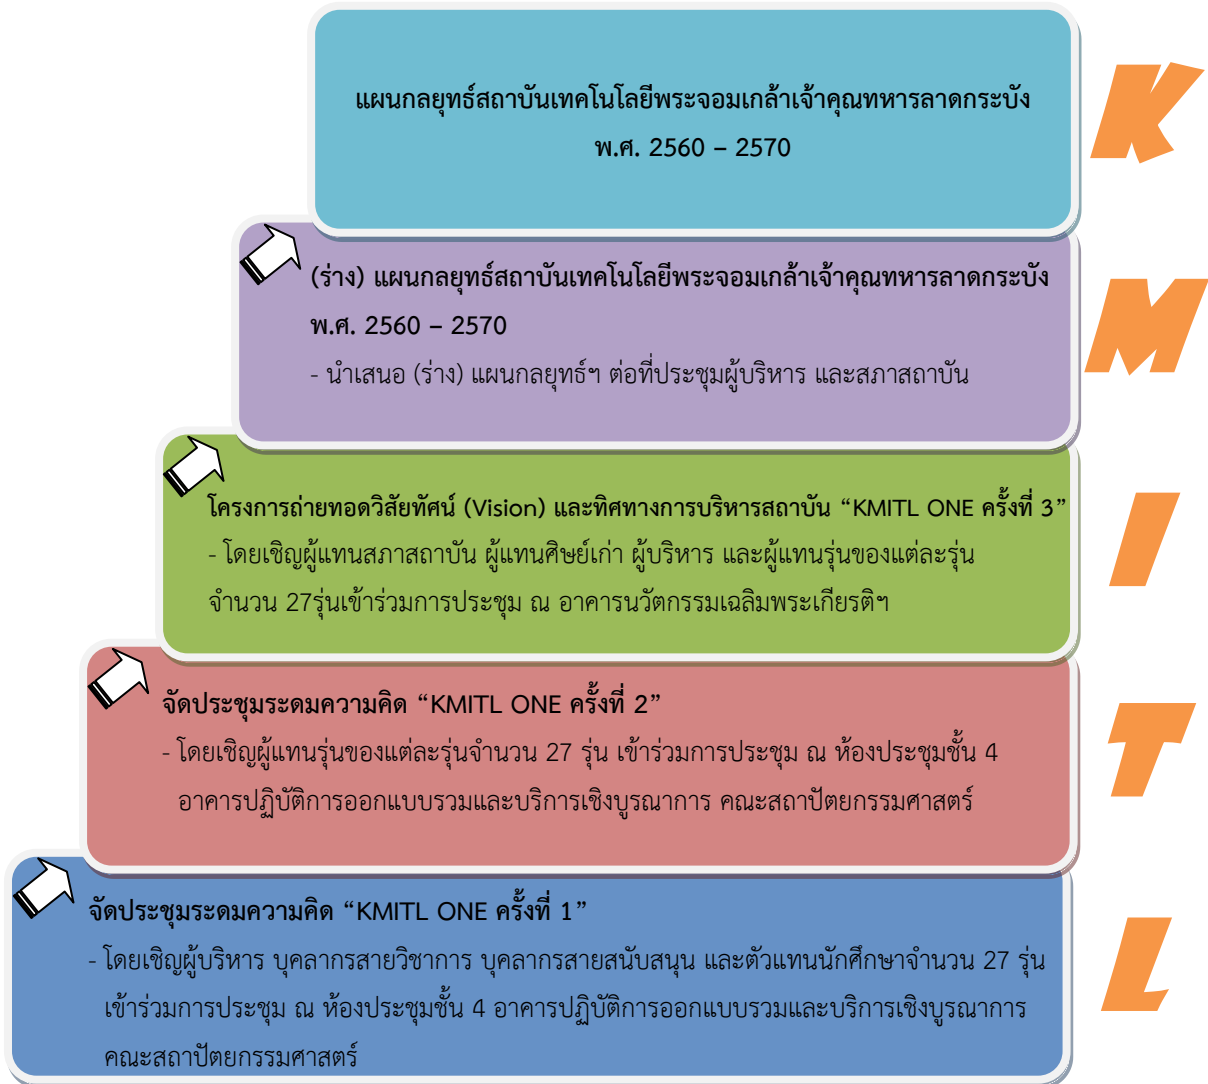 แผนกลยุทธ์สถาบันเทคโนโลยีพระจอมเกล้าเจ้าคุณทหารลาดกระบัง
พ.ศ. 2560 – 2570
K
(ร่าง) แผนกลยุทธ์สถาบันเทคโนโลยีพระจอมเกล้าเจ้าคุณทหารลาดกระบัง
พ.ศ. 2560 – 2570
- นำเสนอ (ร่าง) แผนกลยุทธ์ฯ ต่อที่ประชุมผู้บริหาร และสภาสถาบัน
M
โครงการถ่ายทอดวิสัยทัศน์ (Vision) และทิศทางการบริหารสถาบัน “KMITL ONE ครั้งที่ 3”
- โดยเชิญผู้แทนสภาสถาบัน ผู้แทนศิษย์เก่า ผู้บริหาร และผู้แทนรุ่นของแต่ละรุ่น
จำนวน 27รุ่นเข้าร่วมการประชุม ณ อาคารนวัตกรรมเฉลิมพระเกียรติฯ
I
จัดประชุมระดมความคิด “KMITL ONE ครั้งที่ 2”
- โดยเชิญผู้แทนรุ่นของแต่ละรุ่นจำนวน 27 รุ่น เข้าร่วมการประชุม ณ ห้องประชุมชั้น 4
อาคารปฏิบัติการออกแบบรวมและบริการเชิงบูรณาการ คณะสถาปัตยกรรมศาสตร์
T
จัดประชุมระดมความคิด “KMITL ONE ครั้งที่ 1”
- โดยเชิญผู้บริหาร บุคลากรสายวิชาการ บุคลากรสายสนับสนุน และตัวแทนนักศึกษาจำนวน 27 รุ่น
เข้าร่วมการประชุม ณ ห้องประชุมชั้น 4 อาคารปฏิบัติการออกแบบรวมและบริการเชิงบูรณาการ
คณะสถาปัตยกรรมศาสตร์
L